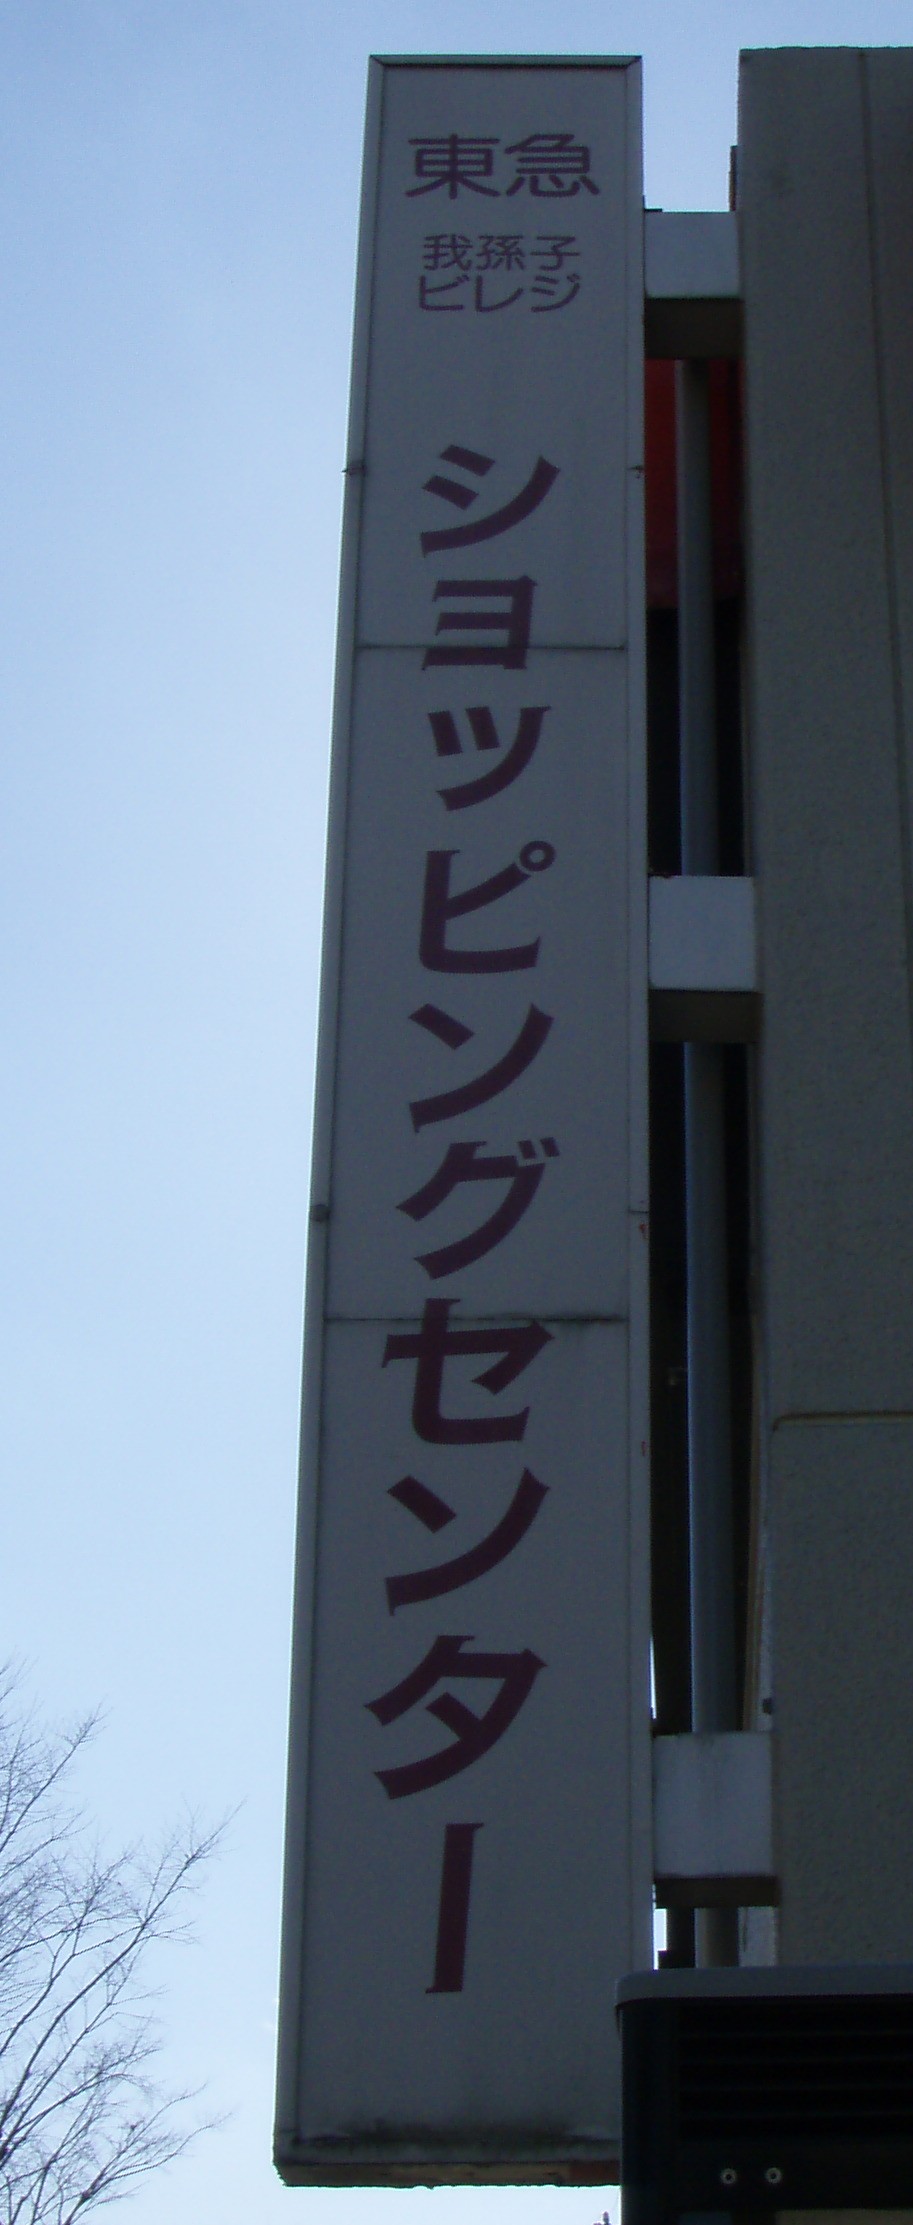 東急
我孫子
ビレジ
ショッピングセンター